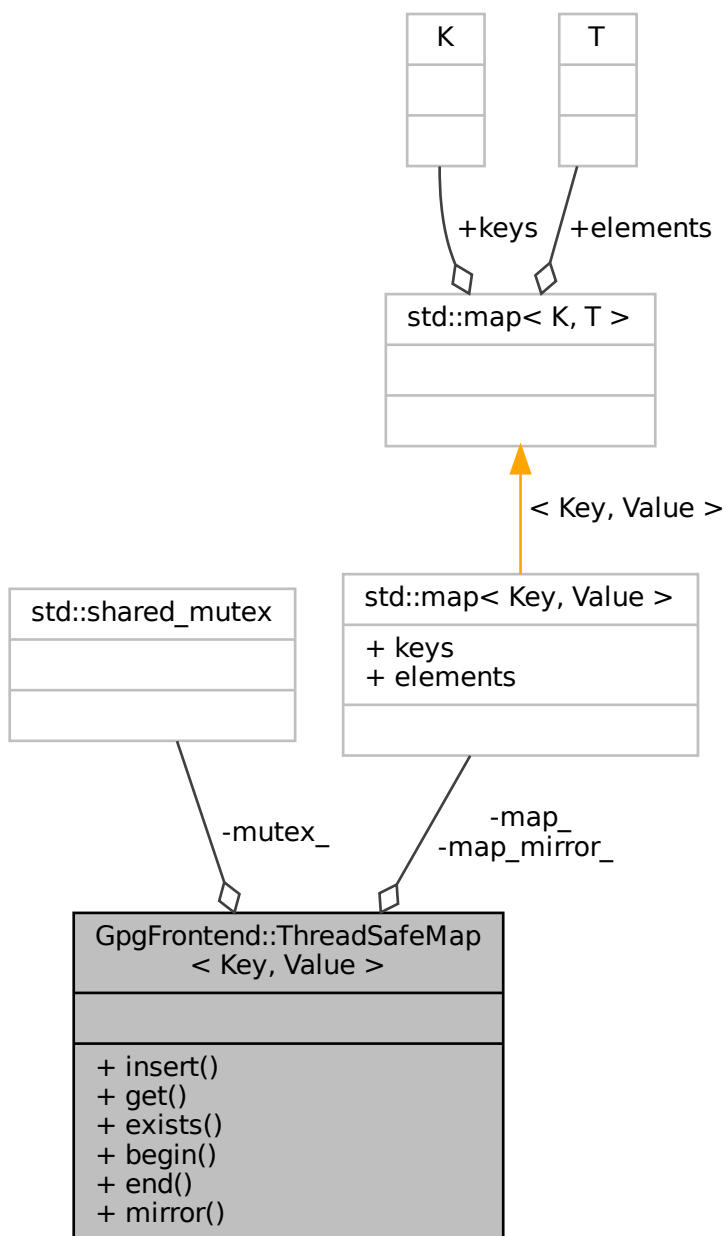 K
T
+keys
+elements
std::map< K, T >
< Key, Value >
std::shared_mutex
std::map< Key, Value >
+ keys
+ elements
-mutex_
-map_
-map_mirror_
GpgFrontend::ThreadSafeMap
< Key, Value >
+ insert()
+ get()
+ exists()
+ begin()
+ end()
+ mirror()